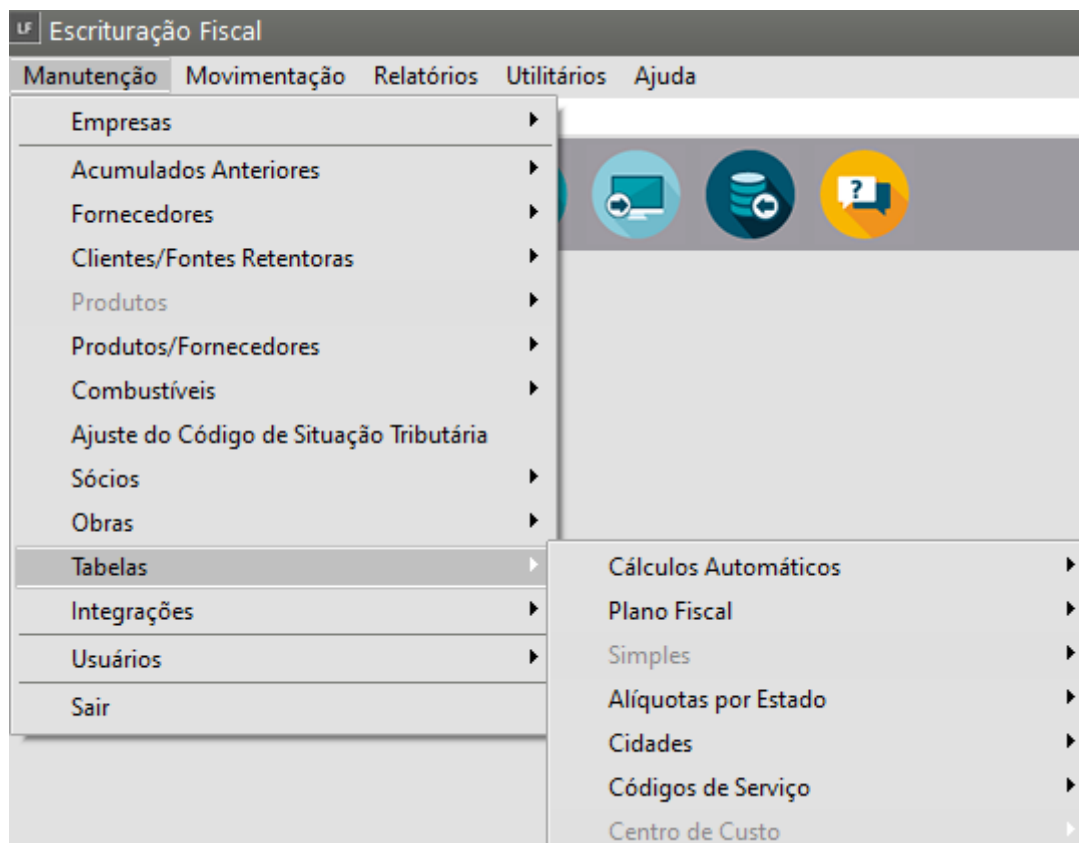 LF Escrituração Fiscal
Manutenção Movimentação Relatórios Utilitários Ajuda
Empresas
Acumulados Anteriores
Fornecedores
Clientes/Fontes Retentoras
Produtos
Produtos/Fornecedores
Combustíveis
Ajuste do Código de Situação Tributária
Sócios
Obras
Tabelas
Integrações
Usuários
Sair
Cálculos Automáticos
Plano Fiscal
Simples
Alíquotas por Estado
Cidades
Códigos de Serviço
Centro de Custo
?